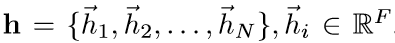 𝐡 = {h⃗₁, h⃗₂, . . . , h⃗_N}, h⃗ᵢ ∈ ℝ^F.